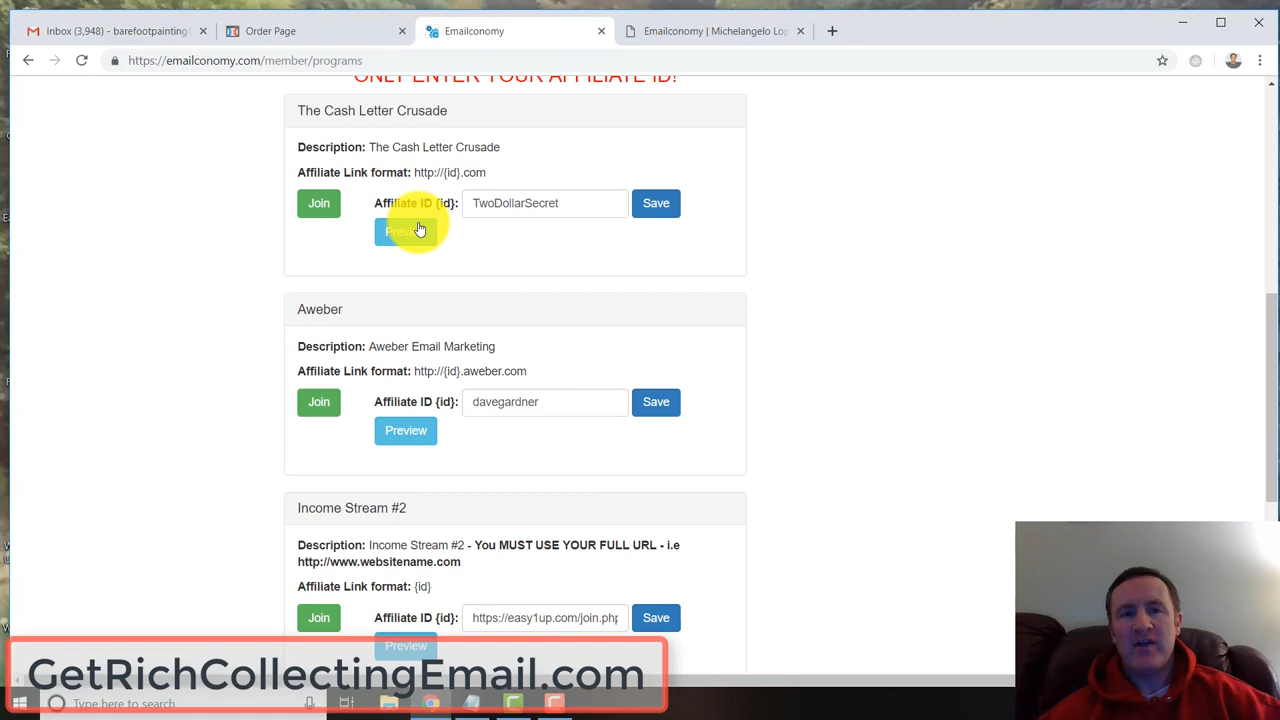 Inbox (3,948) - barefootpainting
Order Page
Emailconomy
Emailconomy | Michelangelo Lop
https://emailconomy.com/member/programs
ONLY ENTER YOUR AFFILIATE ID!
The Cash Letter Crusade
Description: The Cash Letter Crusade
Affiliate Link format: http://{id}.com
Join
Affiliate ID {id}:
TwoDollarSecret
Save
Preview
Aweber
Description: Aweber Email Marketing
Affiliate Link format: http://{id}.aweber.com
Join
Affiliate ID {id}:
davegardner
Save
Preview
Income Stream #2
Description: Income Stream #2 - You MUST USE YOUR FULL URL - i.e
http://www.websitename.com
Affiliate Link format: {id}
Join
Affiliate ID {id}:
https://easy1up.com/join.php
Save
Preview
GetRichCollectingEmail.com
Type here to search